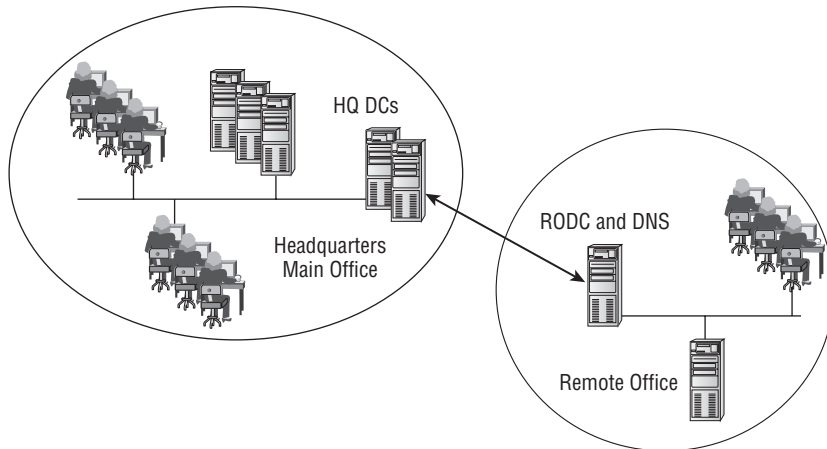 HQ DCs
Headquarters
Main Office
RODC and DNS
Remote Office